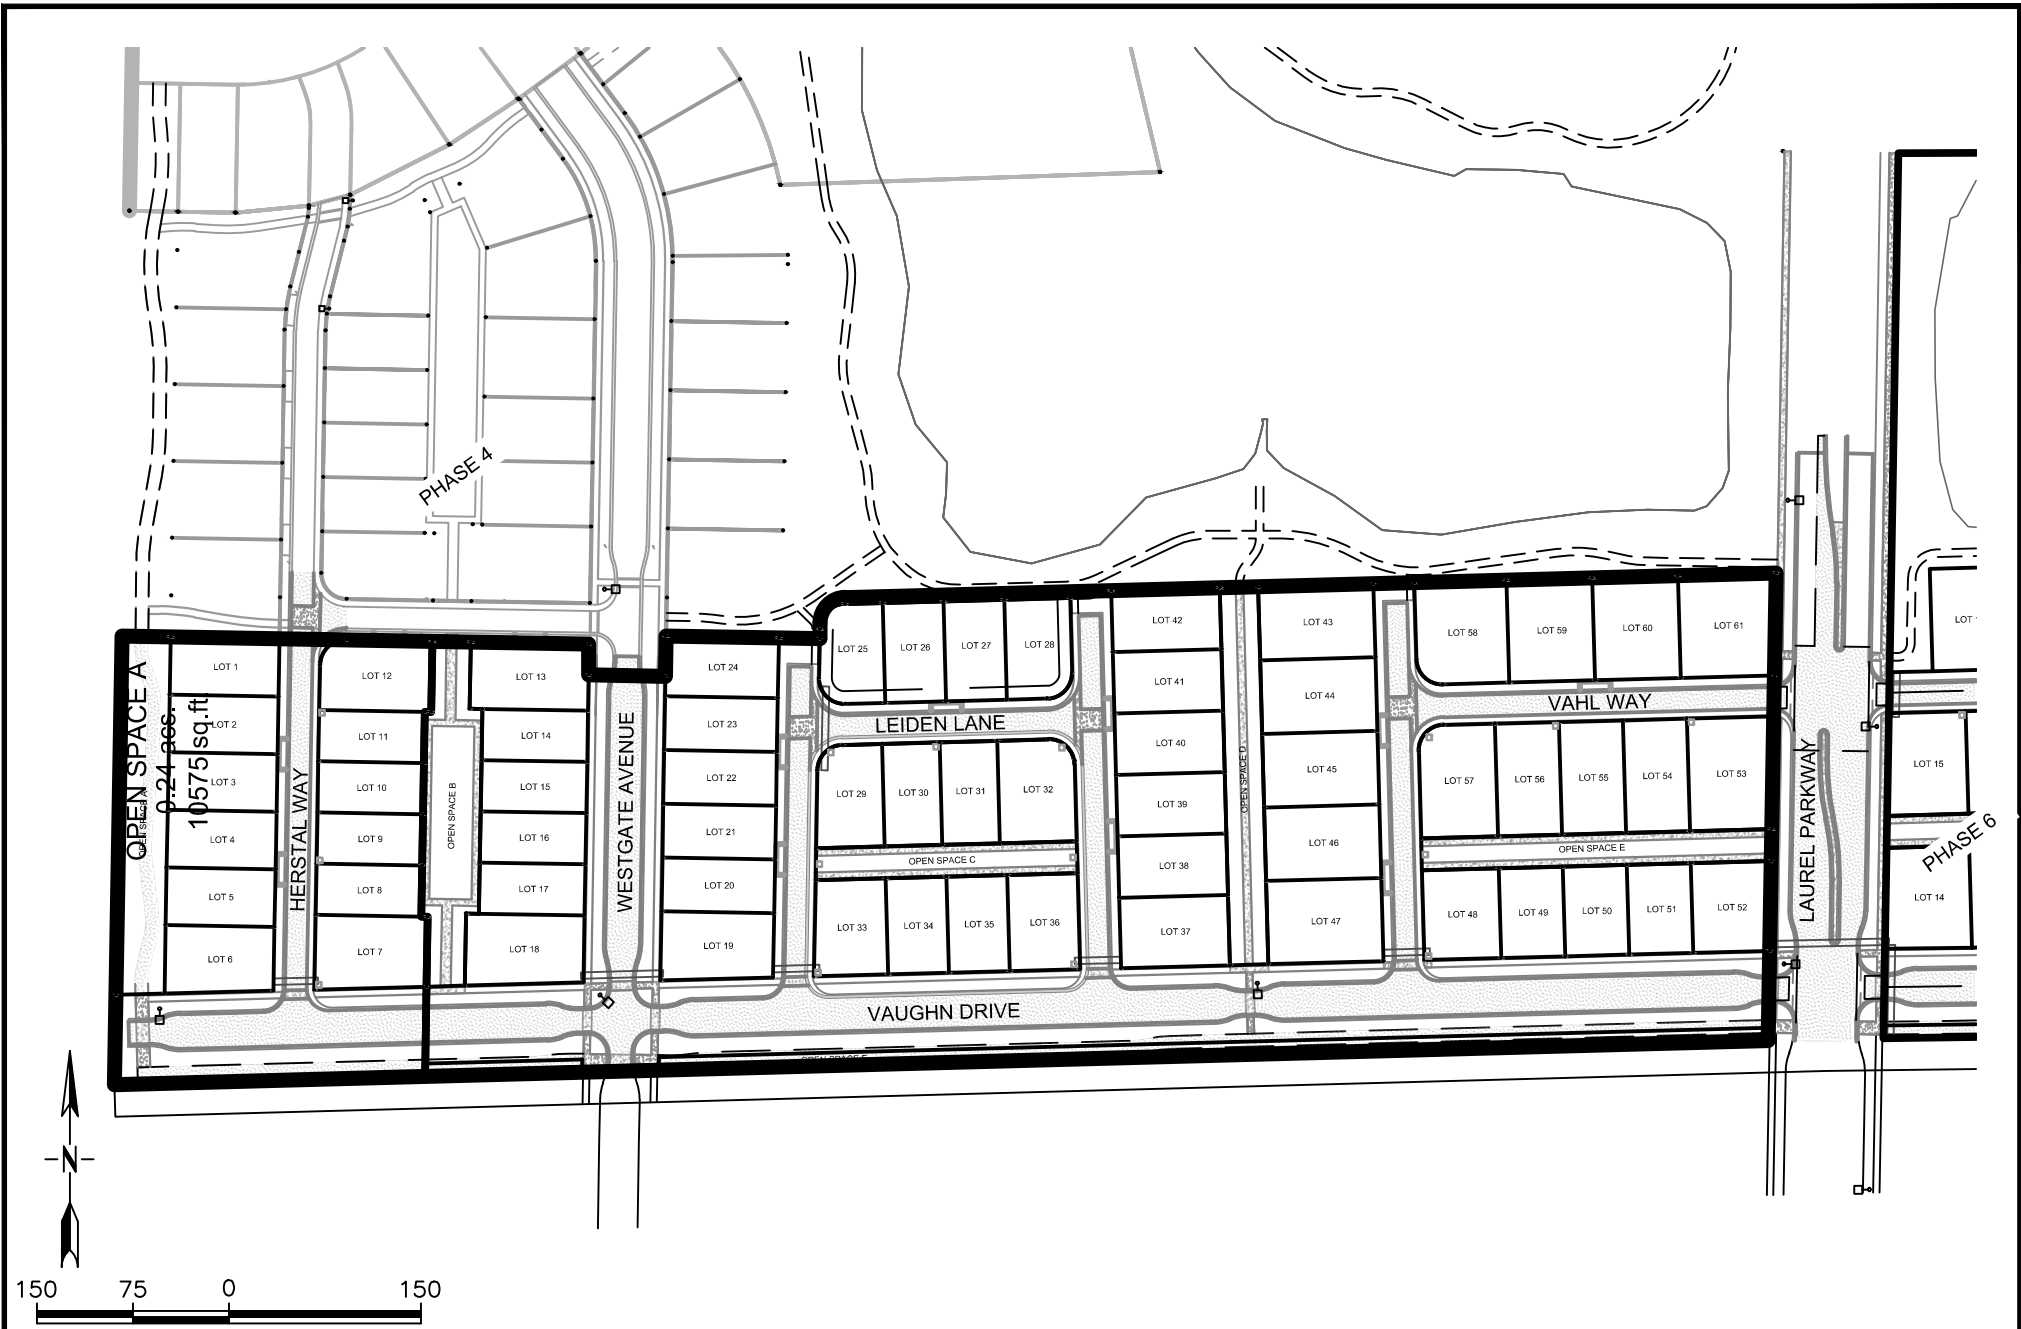 PHASE 4
LOT 1
LOT 2
LOT 3
LOT 4
LOT 5
LOT 6
OPEN SPACE A
0.24 acs.
10575 sq.ft.
OPEN SPACE A
HERSTAL WAY
LOT 12
LOT 11
LOT 10
LOT 9
LOT 8
LOT 7
OPEN SPACE B
LOT 13
LOT 14
LOT 15
LOT 16
LOT 17
LOT 18
WESTGATE AVENUE
LOT 24
LOT 23
LOT 22
LOT 21
LOT 20
LOT 19
LOT 25
LOT 26
LOT 27
LOT 28
LEIDEN LANE
LOT 29
LOT 30
LOT 31
LOT 32
OPEN SPACE C
LOT 33
LOT 34
LOT 35
LOT 36
LOT 42
LOT 41
LOT 40
LOT 39
LOT 38
LOT 37
OPEN SPACE D
LOT 43
LOT 44
LOT 45
LOT 46
LOT 47
LOT 58
LOT 59
LOT 60
LOT 61
VAHL WAY
LOT 57
LOT 56
LOT 55
LOT 54
LOT 53
OPEN SPACE E
LOT 48
LOT 49
LOT 50
LOT 51
LOT 52
LAUREL PARKWAY
LOT
LOT 15
PHASE 6
LOT 14
VAUGHN DRIVE
OPEN SPACE
N
150 75 0 150